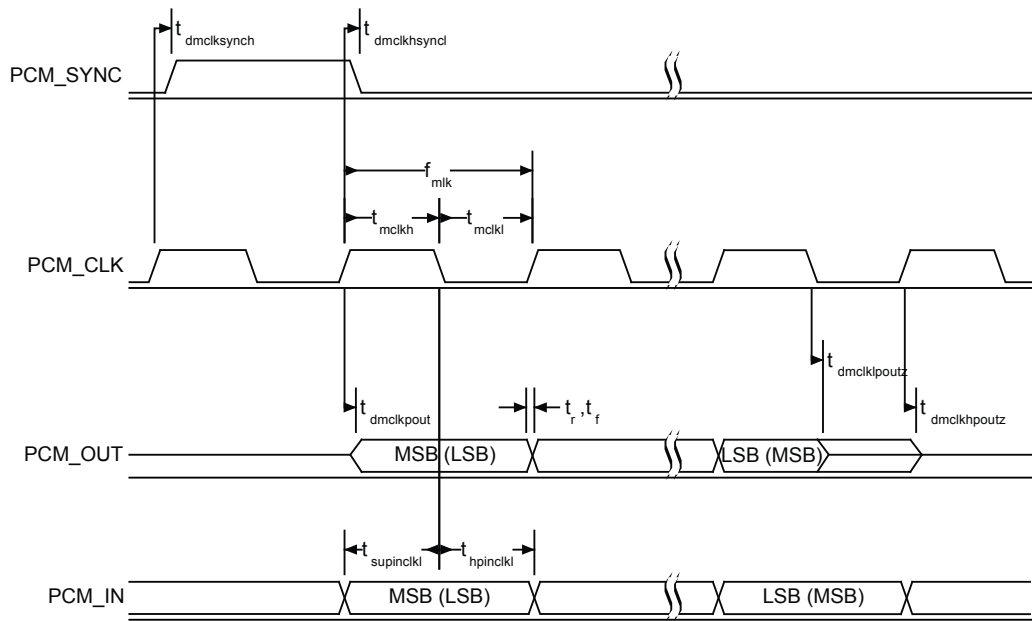 t dmclksynch
t dmclkhsyncl
PCM_SYNC
f mlk
t mclkh
t mclkl
PCM_CLK
t dmclklpoutz
t dmclkpout
t r ,t f
t dmclkhpoutz
PCM_OUT
MSB (LSB)
LSB (MSB)
t supinclkl
t hpinclkl
PCM_IN
MSB (LSB)
LSB (MSB)